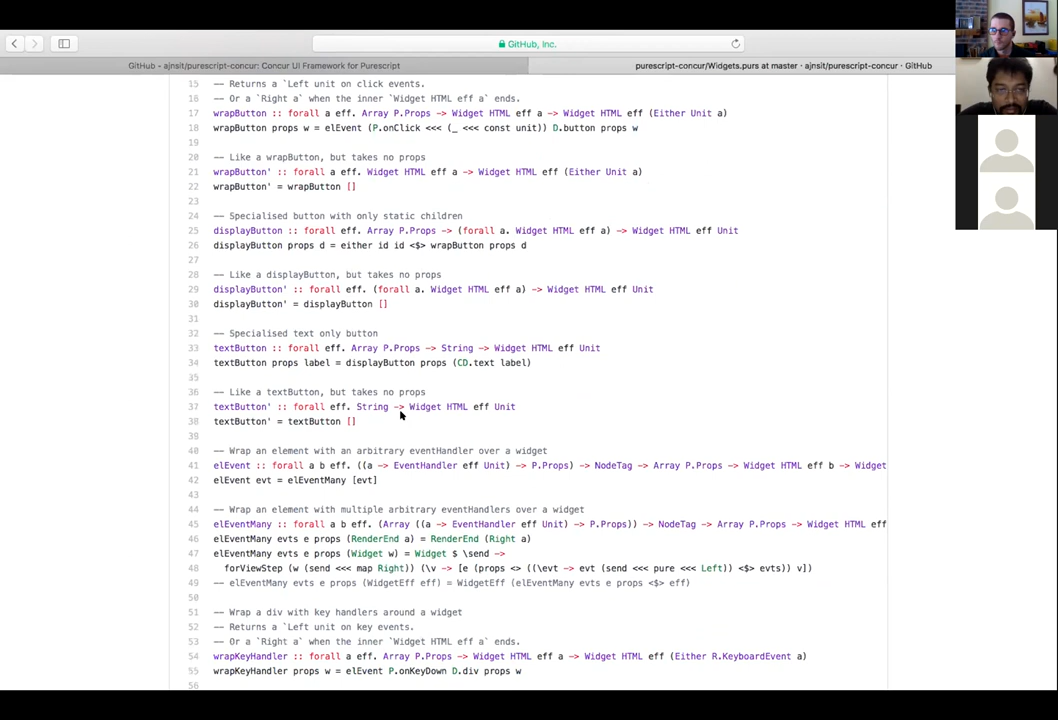 GitHub, Inc.
GitHub - ajnsit/purescript-concur: Concur UI Framework for Purescript
purescript-concur/Widgets.purs at master · ajnsit/purescript-concur · GitHub
15 -- Returns a `Left unit on click events.
16 -- Or a `Right a` when the inner `Widget HTML eff a` ends.
17 wrapButton :: forall a eff. Array P.Props -> Widget HTML eff a -> Widget HTML eff (Either Unit a)
18 wrapButton props w = elEvent (P.onClick <<< (_ <<< const unit)) D.button props w
19
20 -- Like a wrapButton, but takes no props
21 wrapButton' :: forall a eff. Widget HTML eff a -> Widget HTML eff (Either Unit a)
22 wrapButton' = wrapButton []
23
24 -- Specialised button with only static children
25 displayButton :: forall eff. Array P.Props -> (forall a. Widget HTML eff a) -> Widget HTML eff Unit
26 displayButton props d = either id id <$> wrapButton props d
27
28 -- Like a displayButton, but takes no props
29 displayButton' :: forall eff. (forall a. Widget HTML eff a) -> Widget HTML eff Unit
30 displayButton' = displayButton []
31
32 -- Specialised text only button
33 textButton :: forall eff. Array P.Props -> String -> Widget HTML eff Unit
34 textButton props label = displayButton props (CD.text label)
35
36 -- Like a textButton, but takes no props
37 textButton' :: forall eff. String -> Widget HTML eff Unit
38 textButton' = textButton []
39
40 -- Wrap an element with an arbitrary eventHandler over a widget
41 elEvent :: forall a b eff. ((a -> EventHandler eff Unit) -> P.Props) -> NodeTag -> Array P.Props -> Widget HTML eff b -> Widget
42 elEvent evt = elEventMany [evt]
43
44 -- Wrap an element with multiple arbitrary eventHandlers over a widget
45 elEventMany :: forall a b eff. (Array ((a -> EventHandler eff Unit) -> P.Props)) -> NodeTag -> Array P.Props -> Widget HTML eff
46 elEventMany evts e props (RenderEnd a) = RenderEnd (Right a)
47 elEventMany evts e props (Widget w) = Widget $ \send ->
48 forViewStep (w (send <<< map Right)) (\v -> [e (props <> ((\evt -> evt (send <<< pure <<< Left)) <$> evts)) v])
49 -- elEventMany evts e props (WidgetEff eff) = WidgetEff (elEventMany evts e props <$> eff)
50
51 -- Wrap a div with key handlers around a widget
52 -- Returns a `Left unit on key events.
53 -- Or a `Right a` when the inner `Widget HTML eff a` ends.
54 wrapKeyHandler :: forall a eff. Array P.Props -> Widget HTML eff a -> Widget HTML eff (Either R.KeyboardEvent a)
55 wrapKeyHandler props w = elEvent P.onKeyDown D.div props w
56